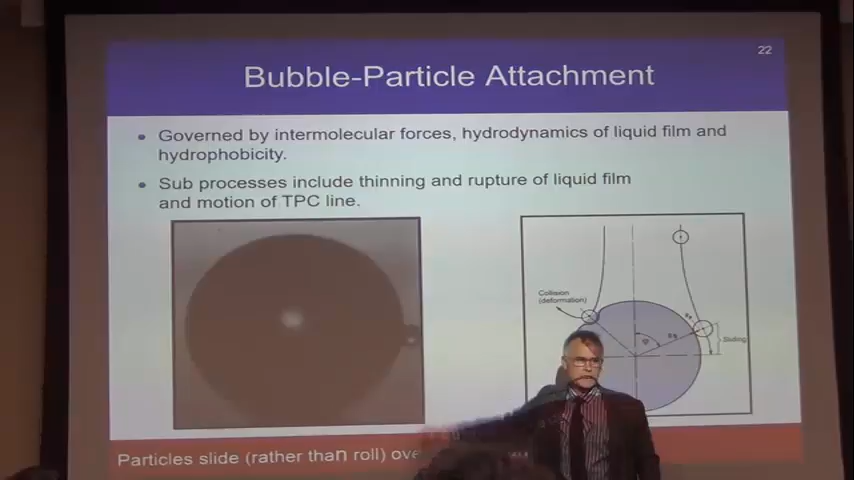 22
Bubble-Particle Attachment
• Governed by intermolecular forces, hydrodynamics of liquid film and
hydrophobicity.
• Sub processes include thinning and rupture of liquid film
and motion of TPC line.
Collision
(deformation)
Sliding
Particles slide (rather than roll) ove